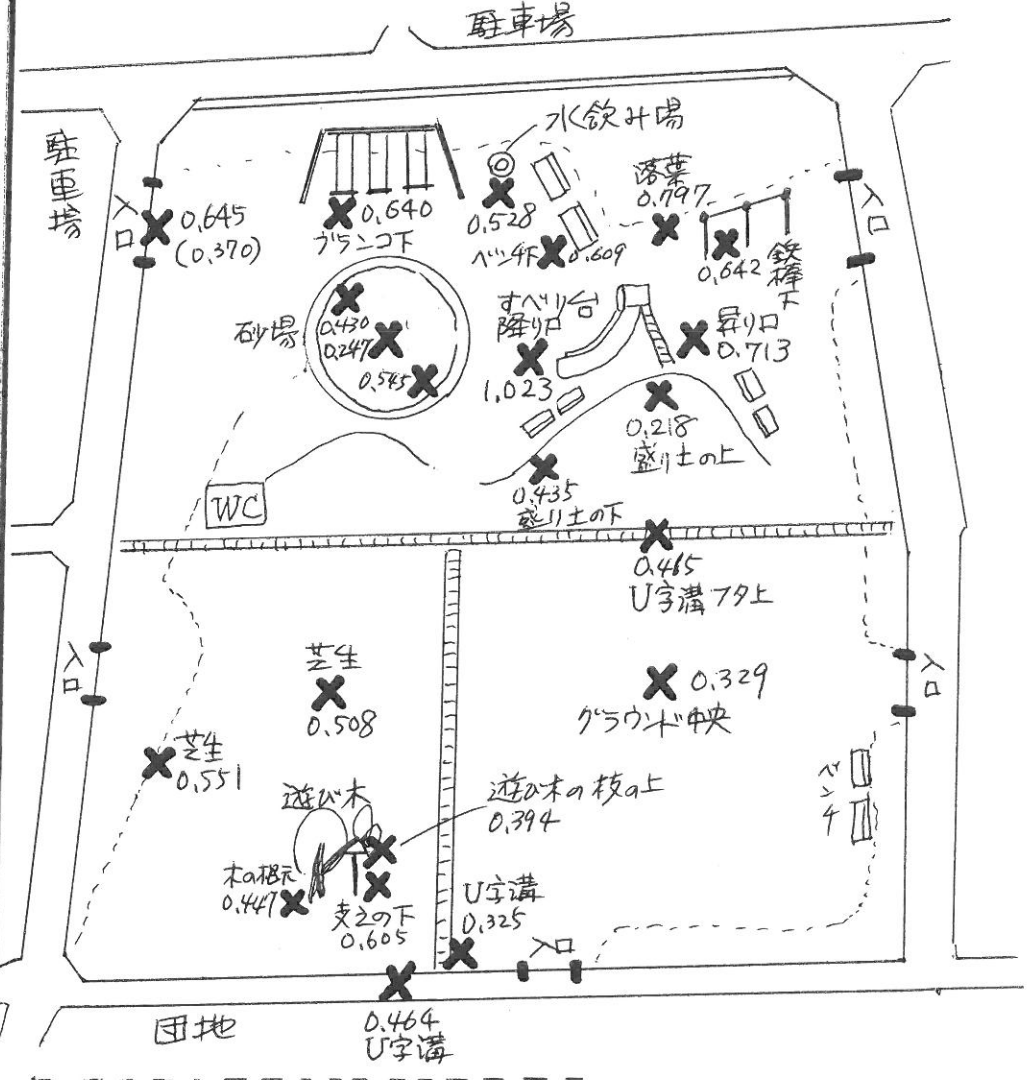 駐車場
駐車場
水飲み場
落葉
0.797
入口
0.645
(0.370)
0.640
ブランコ下
0.528
ベンチ下
0.609
0.642
鉄棒下
入口
砂場
0.430
0.247
0.545
すべり台
降り口
1.023
昇り口
0.713
0.218
盛り土の上
0.435
盛り土の下
WC
0.465
U字溝フタ上
入口
芝生
0.508
芝生
0.551
0.329
グラウンド中央
入口
ベンチ
遊び木
遊び木の枝の上
0.394
木の根元
0.447
支えの下
0.605
U字溝
0.325
入口
団地
0.464
U字溝